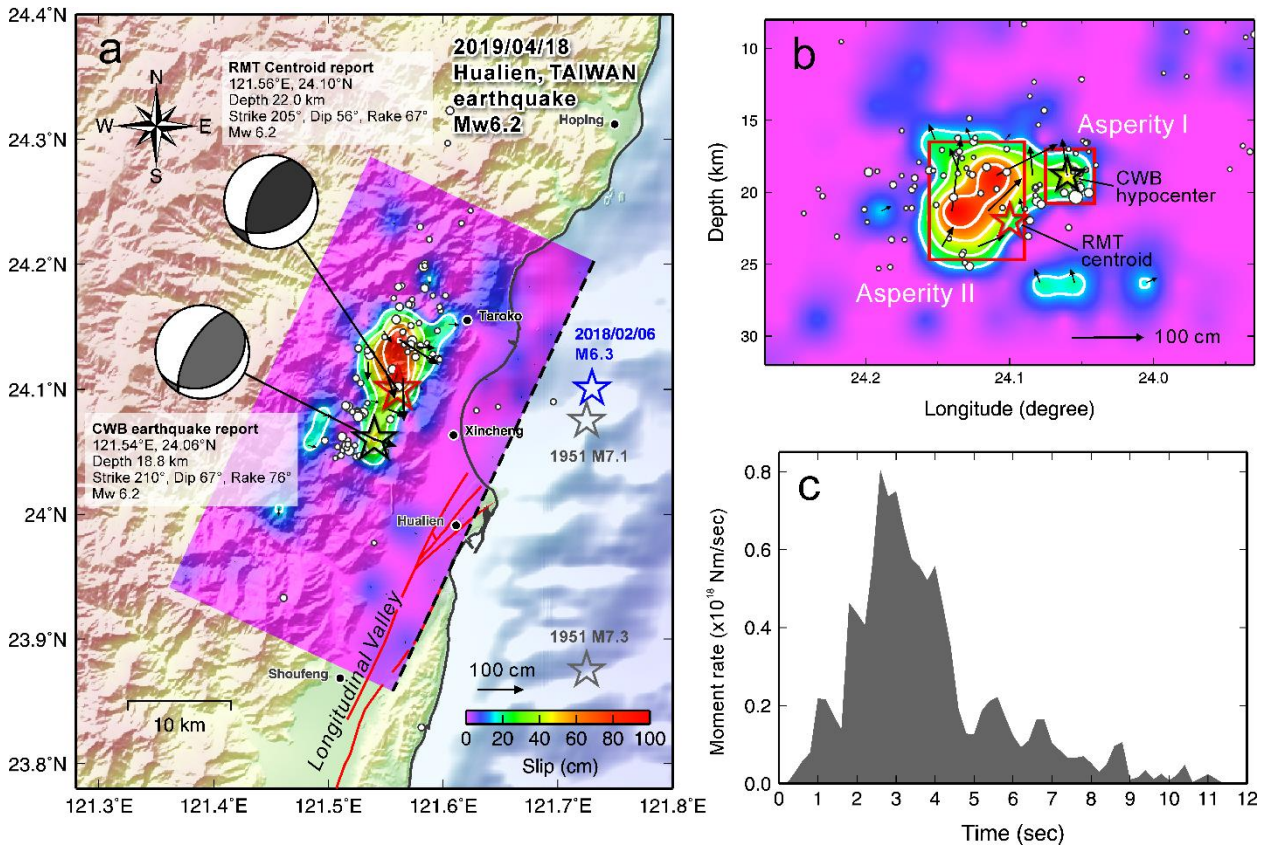 a
2019/04/18
Hualien, TAIWAN
earthquake
Mw6.2
RMT Centroid report
121.56°E, 24.10°N
Depth 22.0 km
Strike 205°, Dip 56°, Rake 67°
Mw 6.2
N
W E
S
Hoping
Taroko
2018/02/06
M6.3
1951 M7.1
Xincheng
CWB earthquake report
121.54°E, 24.06°N
Depth 18.8 km
Strike 210°, Dip 67°, Rake 76°
Mw 6.2
Hualien
1951 M7.3
Longitudinal Valley
Shoufeng
10 km
100 cm
0 20 40 60 80 100
Slip (cm)
24.4°N
24.3°N
24.2°N
24.1°N
24°N
23.9°N
23.8°N
121.3°E 121.4°E 121.5°E 121.6°E 121.7°E 121.8°E
b
Asperity I
CWB
hypocenter
RMT
centroid
Asperity II
100 cm
10
15
20
25
30
Depth (km)
24.2 24.1 24.0
Longitude (degree)
c
1.0
0.8
0.6
0.4
0.2
0.0
Moment rate (x10¹⁸ Nm/sec)
0 1 2 3 4 5 6 7 8 9 10 11 12
Time (sec)